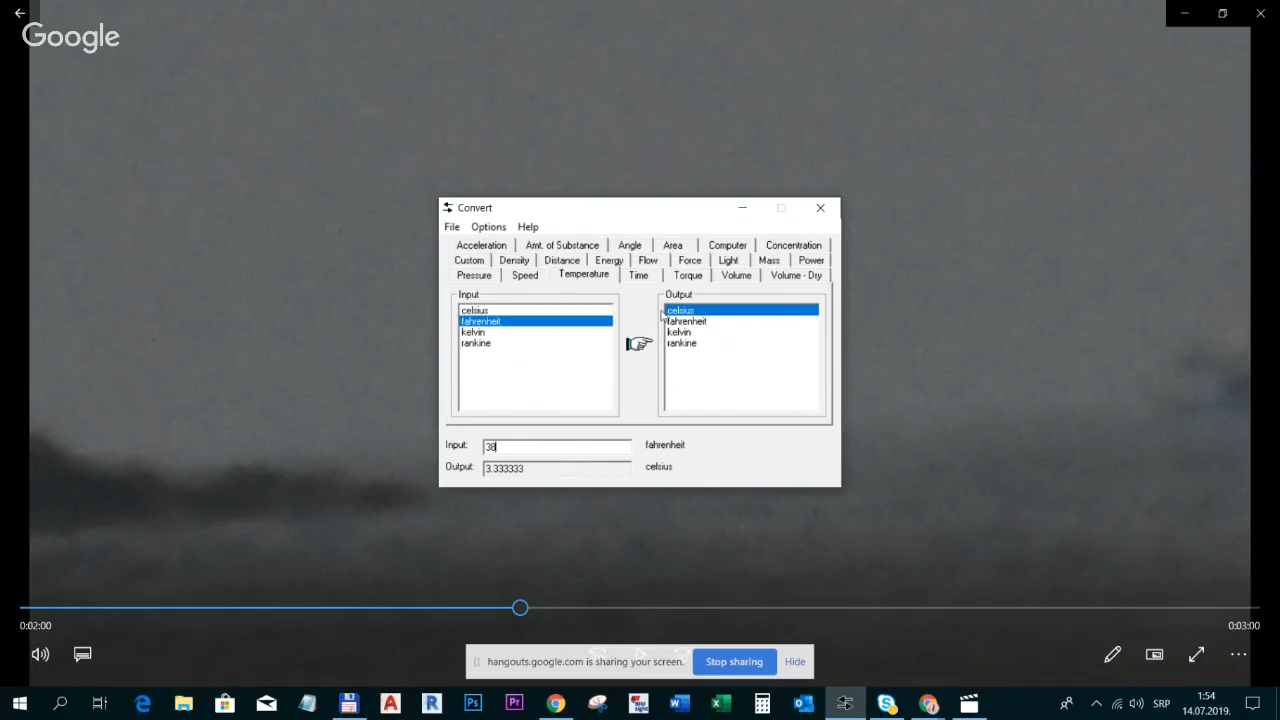 Google
Convert
File Options Help
Acceleration Amt. of Substance Angle Area Computer Concentration
Custom Density Distance Energy Flow Force Light Mass Power
Pressure Speed Temperature Time Torque Volume Volume - Dry
Input Output
celsius celsius
fahrenheit fahrenheit
kelvin kelvin
rankine rankine
Input: 38 fahrenheit
Output: 3.333333 celsius
0:02:00 0:03:00
hangouts.google.com is sharing your screen. Stop sharing Hide
Ps Pr
SRP 1:54
14.07.2019.